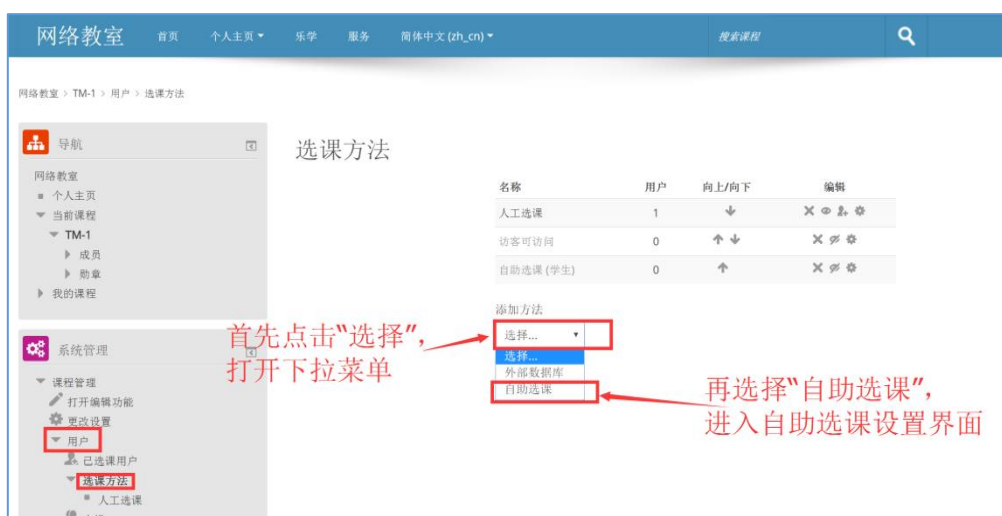 网络教室 首页 个人主页 乐学 服务 简体中文 (zh_cn) 搜索课程
网络教室 > TM-1 > 用户 > 选课方法
导航
网络教室
个人主页
当前课程
TM-1
成员
勋章
我的课程
系统管理
课程管理
打开编辑功能
更改设置
用户
已选课用户
选课方法
人工选课
选课方法
名称 用户 向上/向下 编辑
人工选课 1
访客可访问 0
自助选课 (学生) 0
添加方法
选择...
选择...
外部数据库
自助选课
首先点击“选择”,
打开下拉菜单
再选择“自助选课”,
进入自助选课设置界面